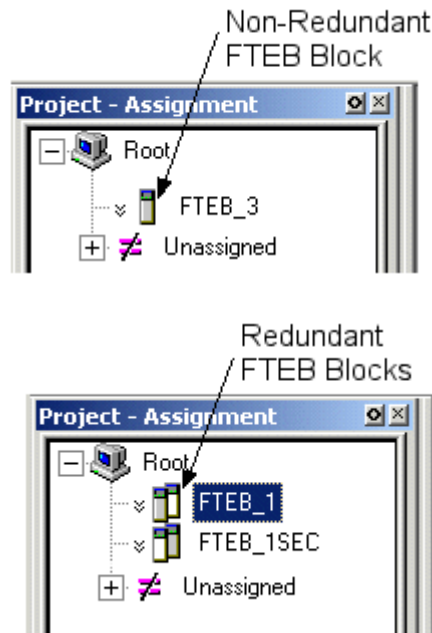 Non-Redundant
FTEB Block
Project - Assignment
Root
FTEB_3
Unassigned
Redundant
FTEB Blocks
Project - Assignment
Root
FTEB_1
FTEB_1SEC
Unassigned